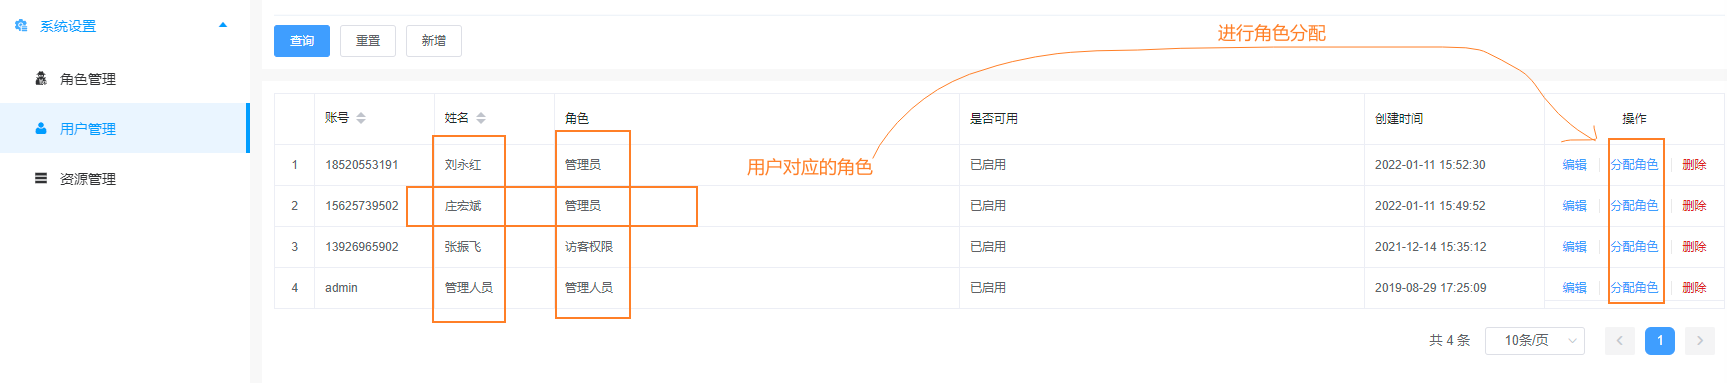 系统设置
角色管理
用户管理
资源管理
查询 重置 新增
进行角色分配
账号 姓名 角色 是否可用 创建时间 操作
用户对应的角色
1 18520553191 刘永红 管理员 已启用 2022-01-11 15:52:30 编辑 分配角色 删除
2 15625739502 庄宏斌 管理员 已启用 2022-01-11 15:49:52 编辑 分配角色 删除
3 13926965902 张振飞 访客权限 已启用 2021-12-14 15:35:12 编辑 分配角色 删除
4 admin 管理人员 管理人员 已启用 2019-08-29 17:25:09 编辑 分配角色 删除
共 4 条 10条/页 1